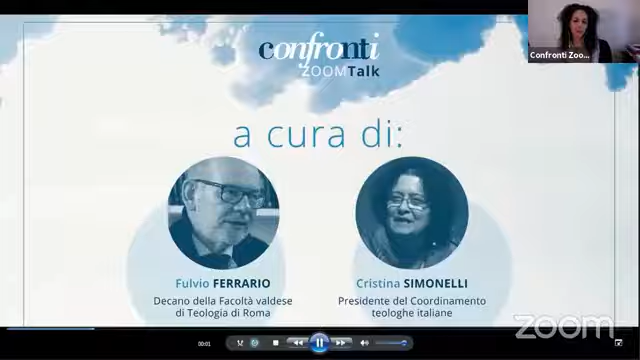 confronti
ZOOMTalk
Confronti Zoo...
a cura di:
Fulvio FERRARIO
Decano della Facoltà valdese
di Teologia di Roma
Cristina SIMONELLI
Presidente del Coordinamento
teologhe italiane
00:01
zoom